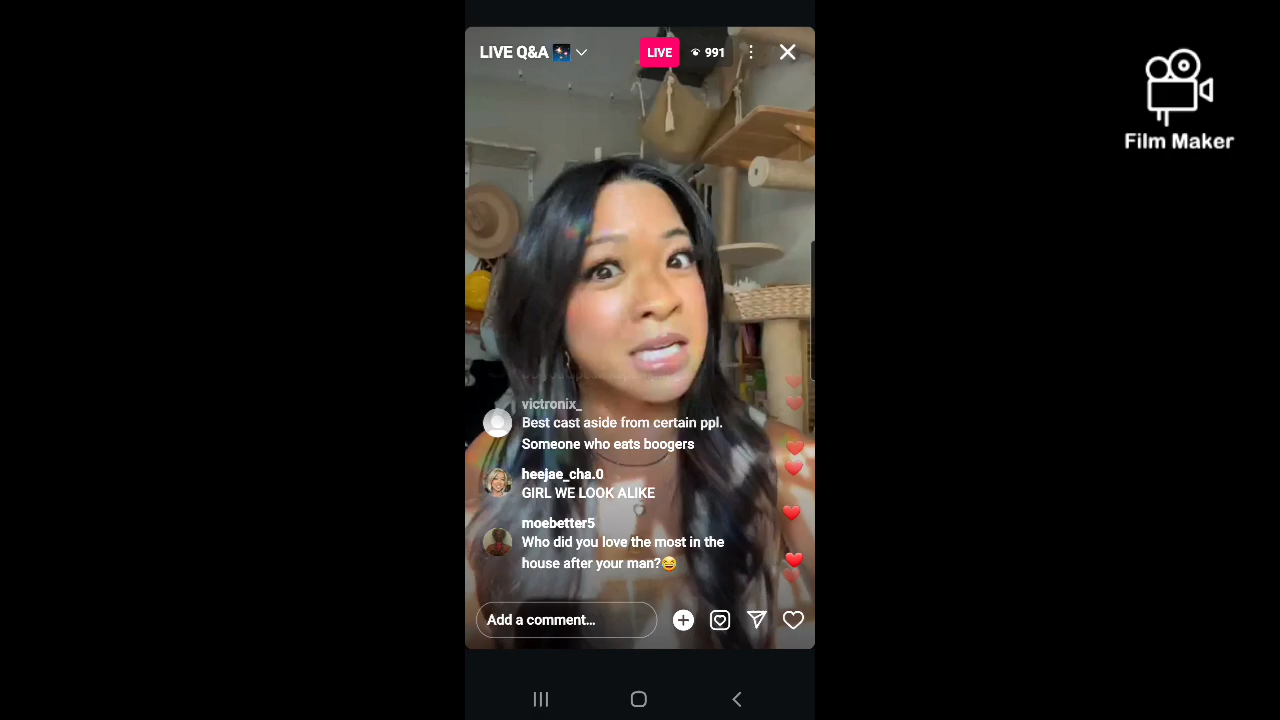 LIVE Q&A
LIVE
991
Film Maker
victronix_
Best cast aside from certain ppl.
Someone who eats boogers
heejae_cha.0
GIRL WE LOOK ALIKE
moebetter5
Who did you love the most in the
house after your man?😆
Add a comment...